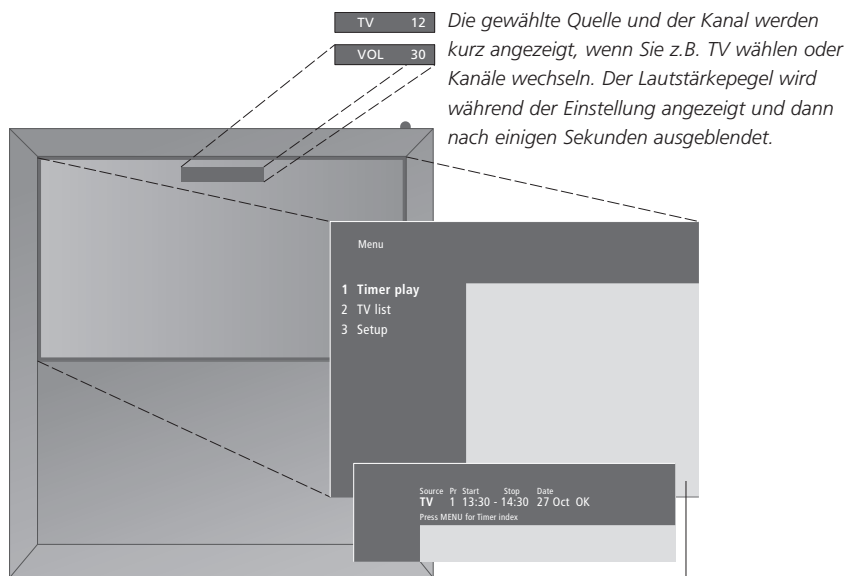 TV 12
VOL 30
Die gewählte Quelle und der Kanal werden
kurz angezeigt, wenn Sie z.B. TV wählen oder
Kanäle wechseln. Der Lautstärkepegel wird
während der Einstellung angezeigt und dann
nach einigen Sekunden ausgeblendet.
Menu
1 Timer play
2 TV list
3 Setup
Source Pr Start Stop Date
TV 1 13:30 - 14:30 27 Oct OK
Press MENU for Timer index